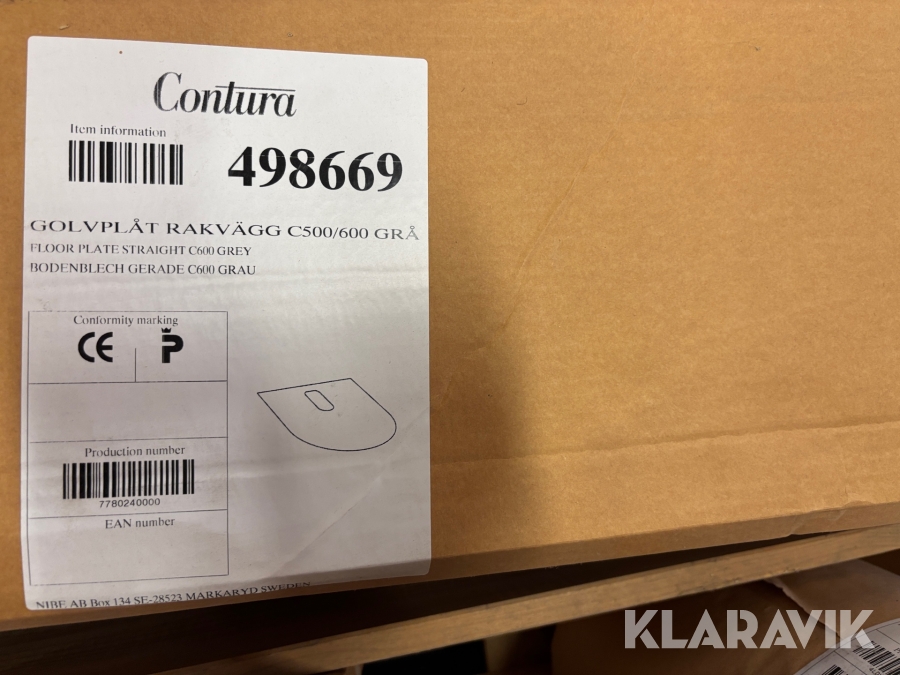 Contura
Item information
498669
GOLVPLÅT RAKVÄGG C500/600 GRÅ
FLOOR PLATE STRAIGHT C600 GREY
BODENBLECH GERADE C600 GRAU
Conformity marking
CE P
Production number
7780240000
EAN number
NIBE AB Box 134 SE-28523 MARKARYD SWEDEN
KLARAVIK